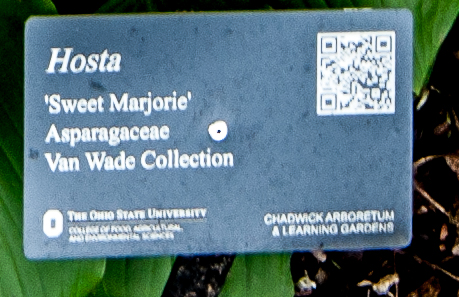 Hosta
'Sweet Marjorie'
Asparagaceae
Van Wade Collection
THE OHIO STATE UNIVERSITY
COLLEGE OF FOOD, AGRICULTURAL,
AND ENVIRONMENTAL SCIENCES
CHADWICK ARBORETUM
& LEARNING GARDENS